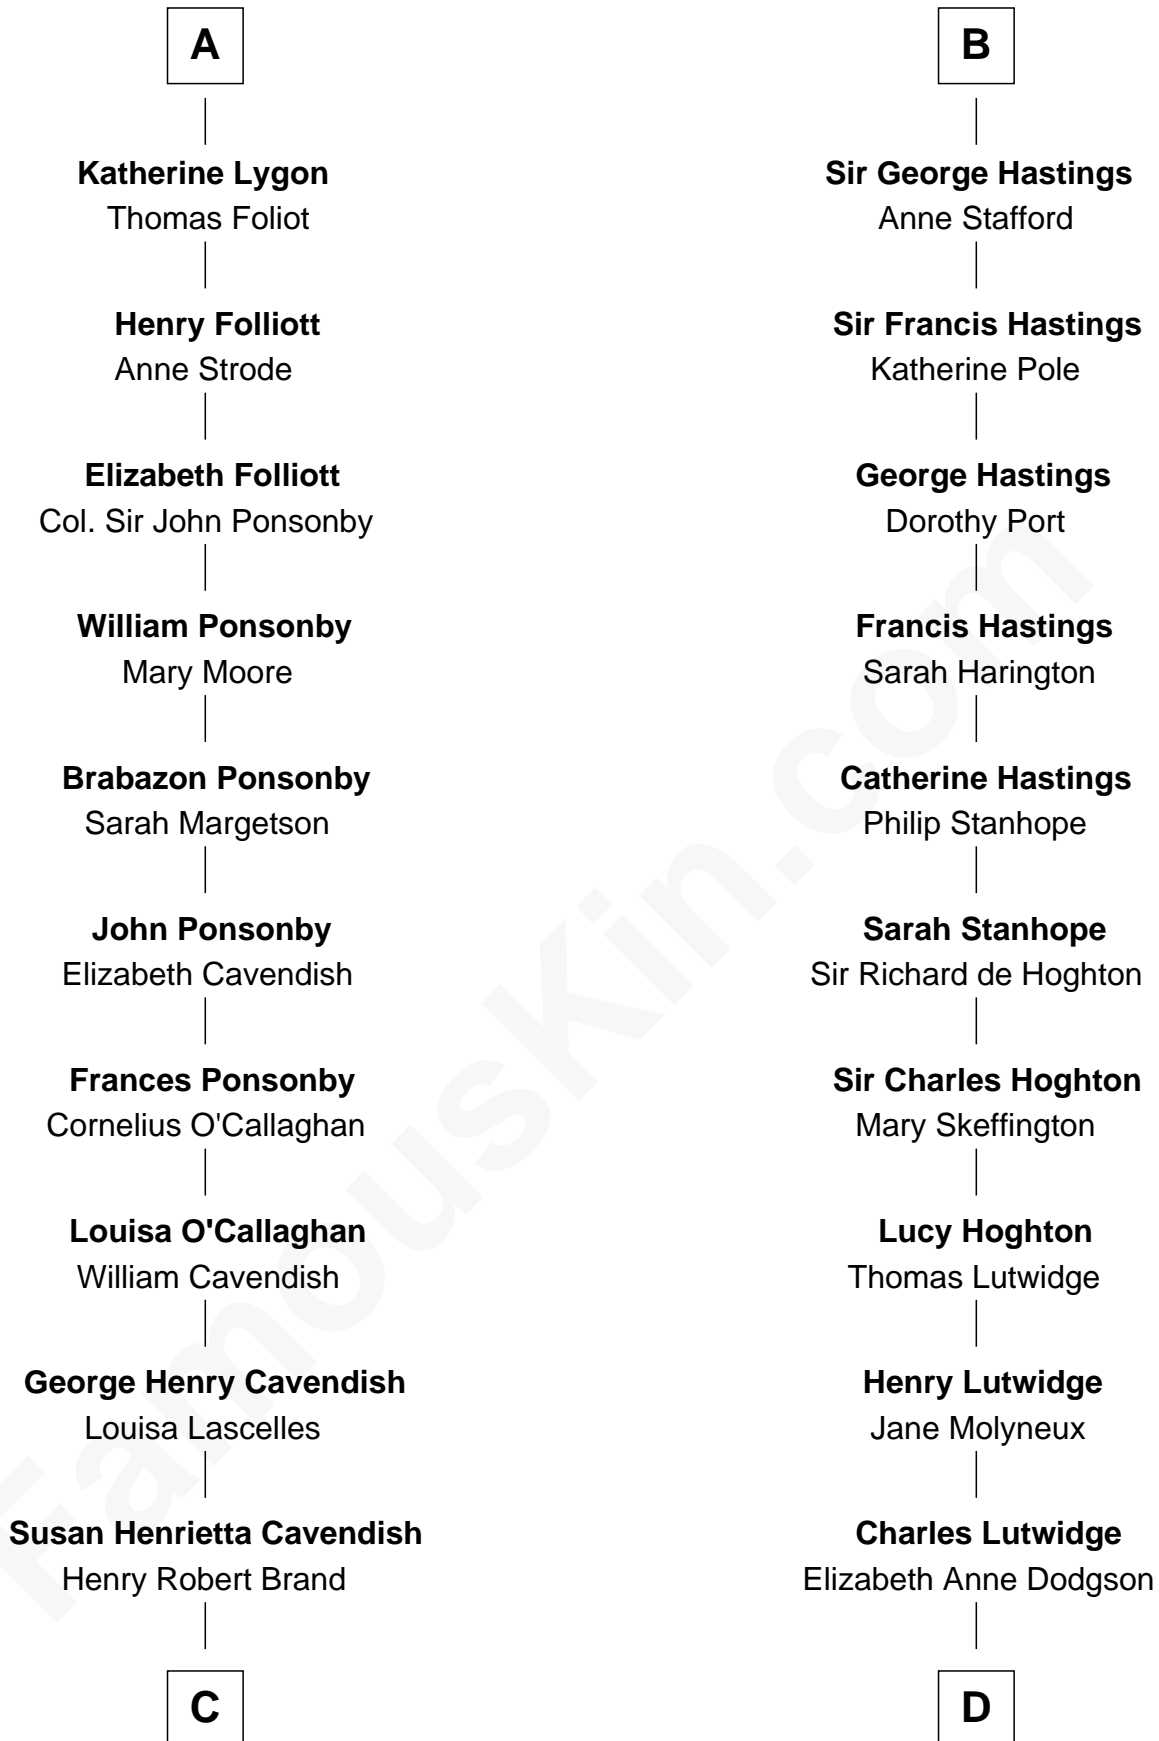 A
Katherine Lygon
Thomas Foliot
Henry Folliott
Anne Strode
Elizabeth Folliott
Col. Sir John Ponsonby
William Ponsonby
Mary Moore
Brabazon Ponsonby
Sarah Margetson
John Ponsonby
Elizabeth Cavendish
Frances Ponsonby
Cornelius O'Callaghan
Louisa O'Callaghan
William Cavendish
George Henry Cavendish
Louisa Lascelles
Susan Henrietta Cavendish
Henry Robert Brand
C
B
Sir George Hastings
Anne Stafford
Sir Francis Hastings
Katherine Pole
George Hastings
Dorothy Port
Francis Hastings
Sarah Harington
Catherine Hastings
Philip Stanhope
Sarah Stanhope
Sir Richard de Hoghton
Sir Charles Hoghton
Mary Skeffington
Lucy Hoghton
Thomas Lutwidge
Henry Lutwidge
Jane Molyneux
Charles Lutwidge
Elizabeth Anne Dodgson
D
FamousKin.com